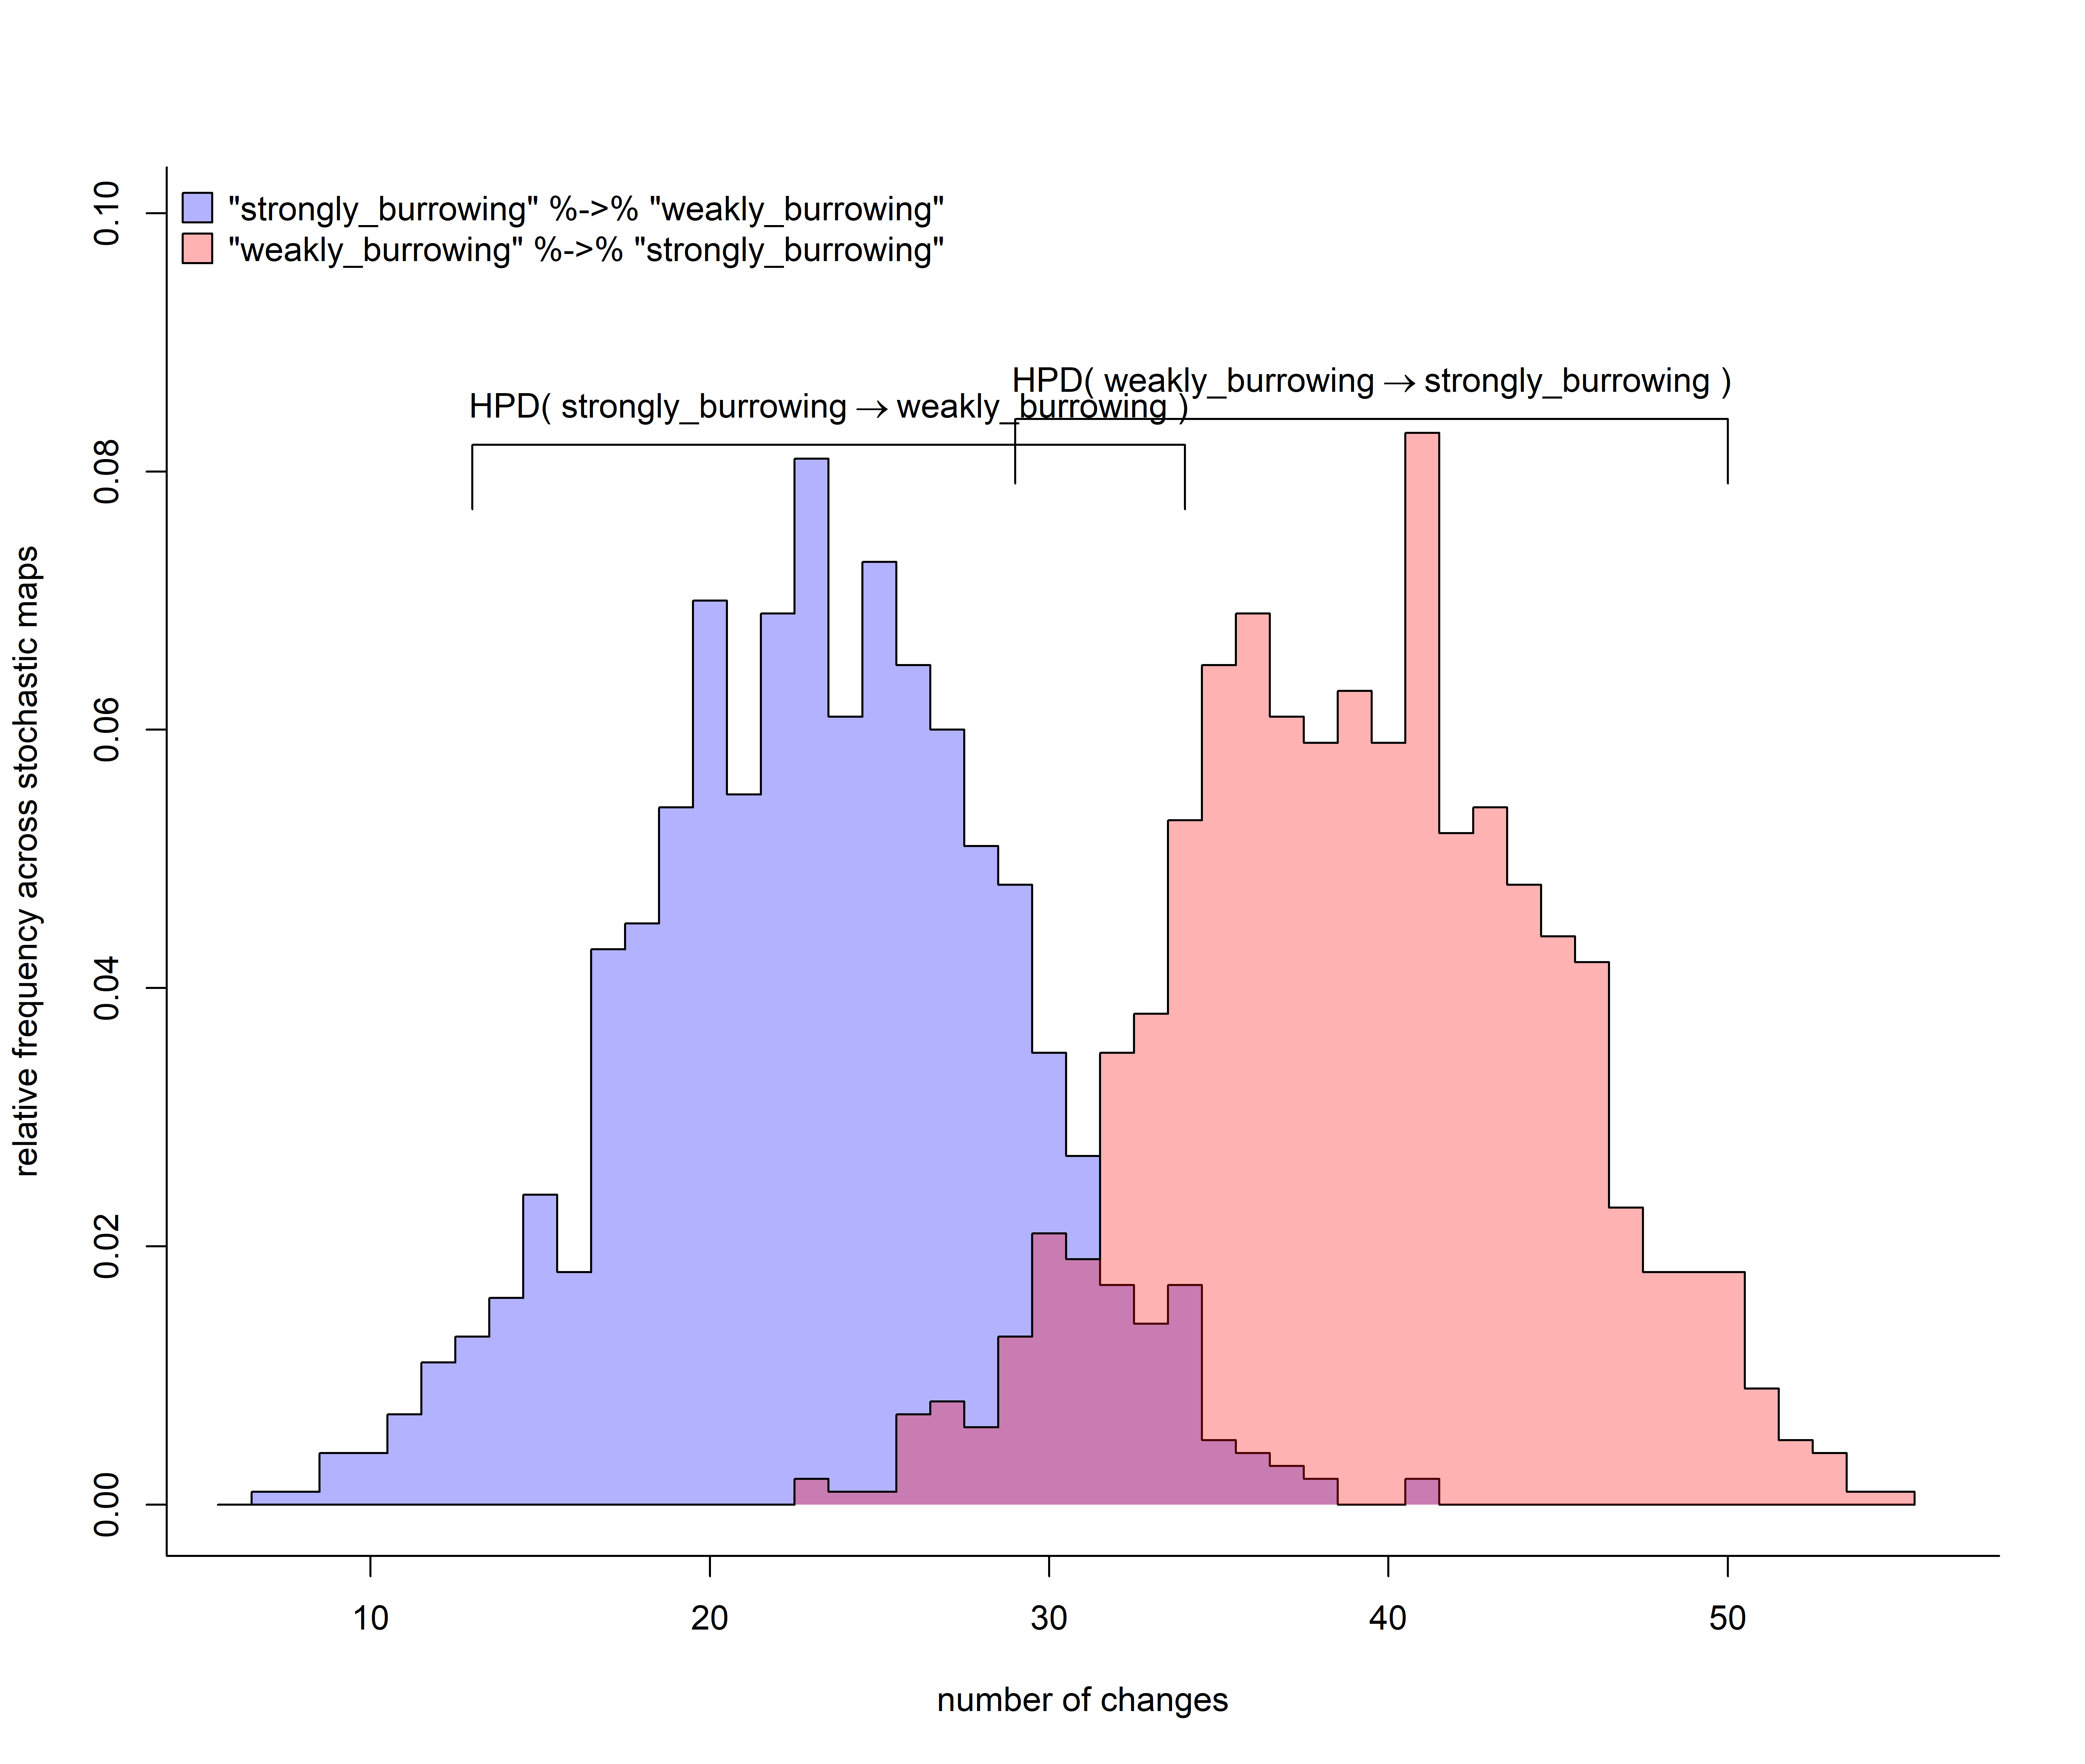 "strongly_burrowing" %->% "weakly_burrowing"
"weakly_burrowing" %->% "strongly_burrowing"
HPD( weakly_burrowing → strongly_burrowing )
HPD( strongly_burrowing → weakly_burrowing )
relative frequency across stochastic maps
0.10
0.08
0.06
0.04
0.02
0.00
10 20 30 40 50
number of changes